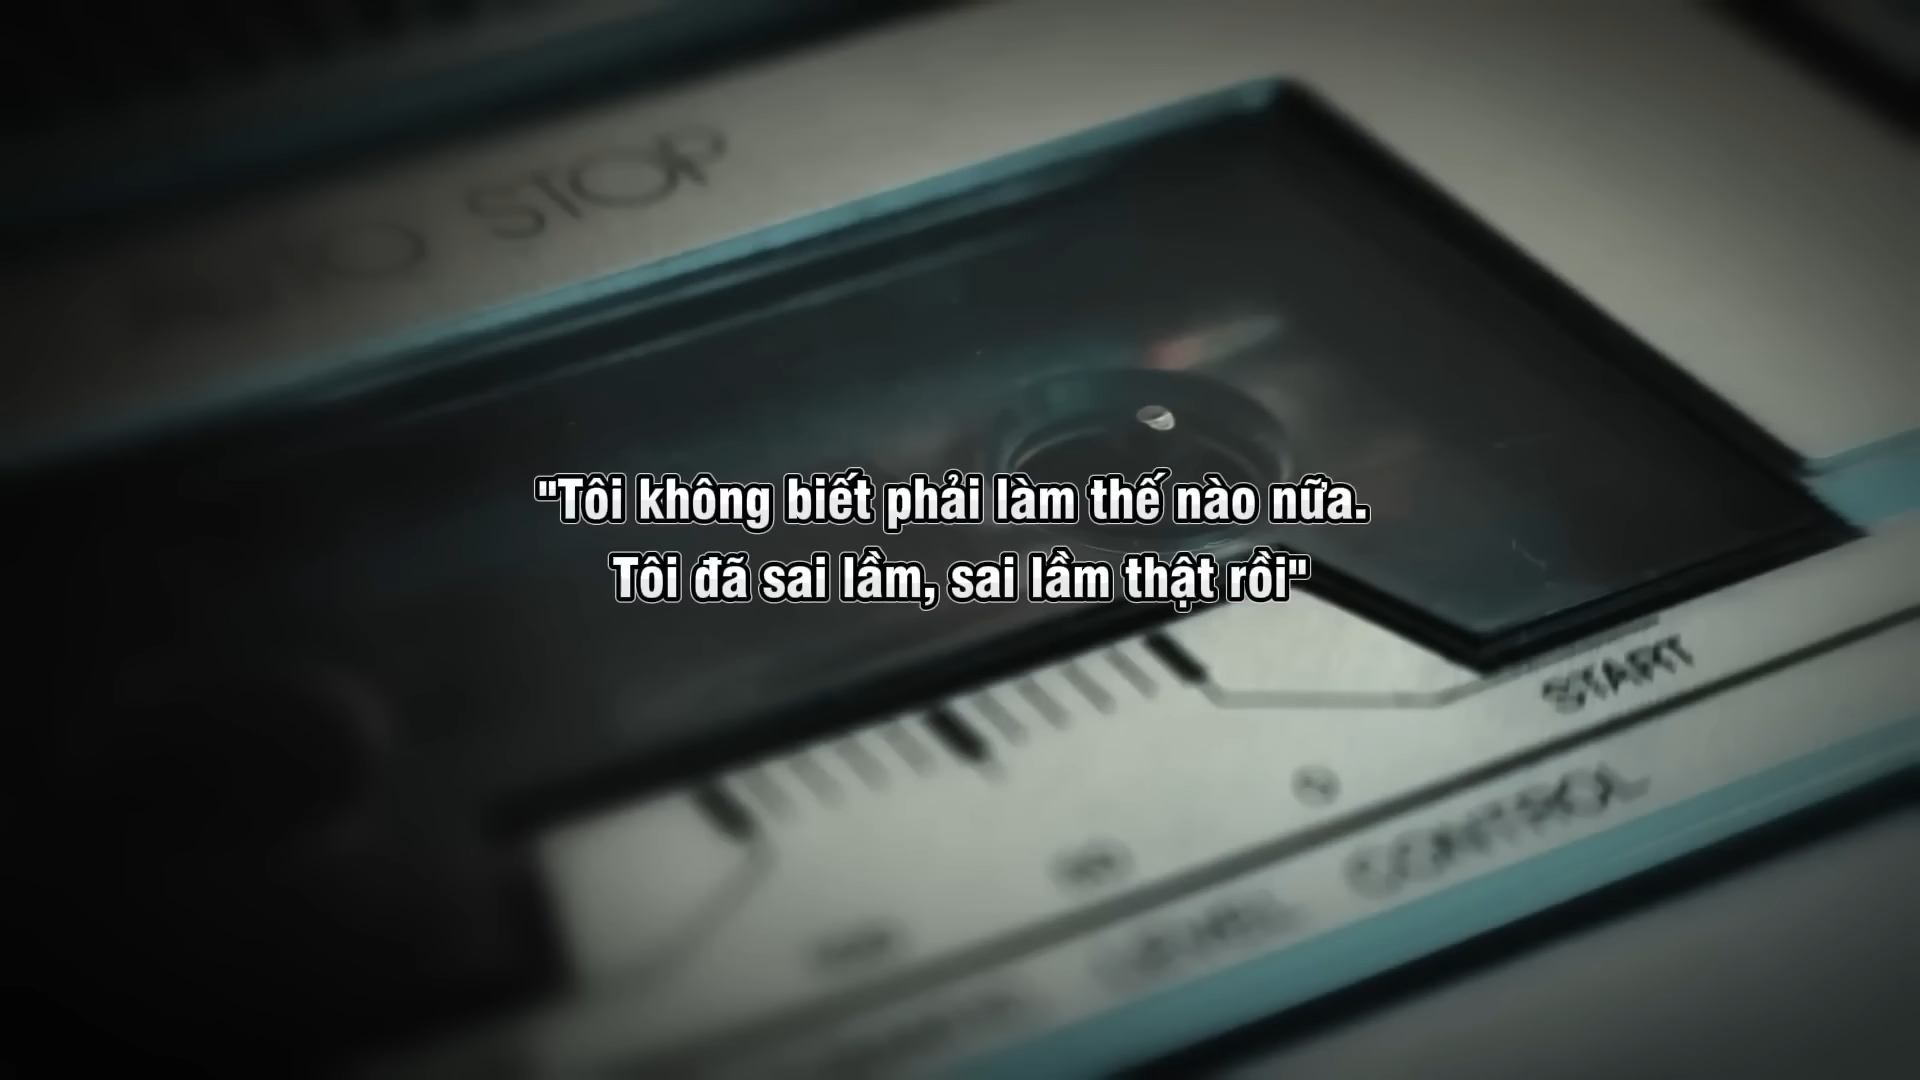 STOP
"Tôi không biết phải làm thế nào nữa.
Tôi đã sai lầm, sai lầm thật rồi"
START
CONTROL